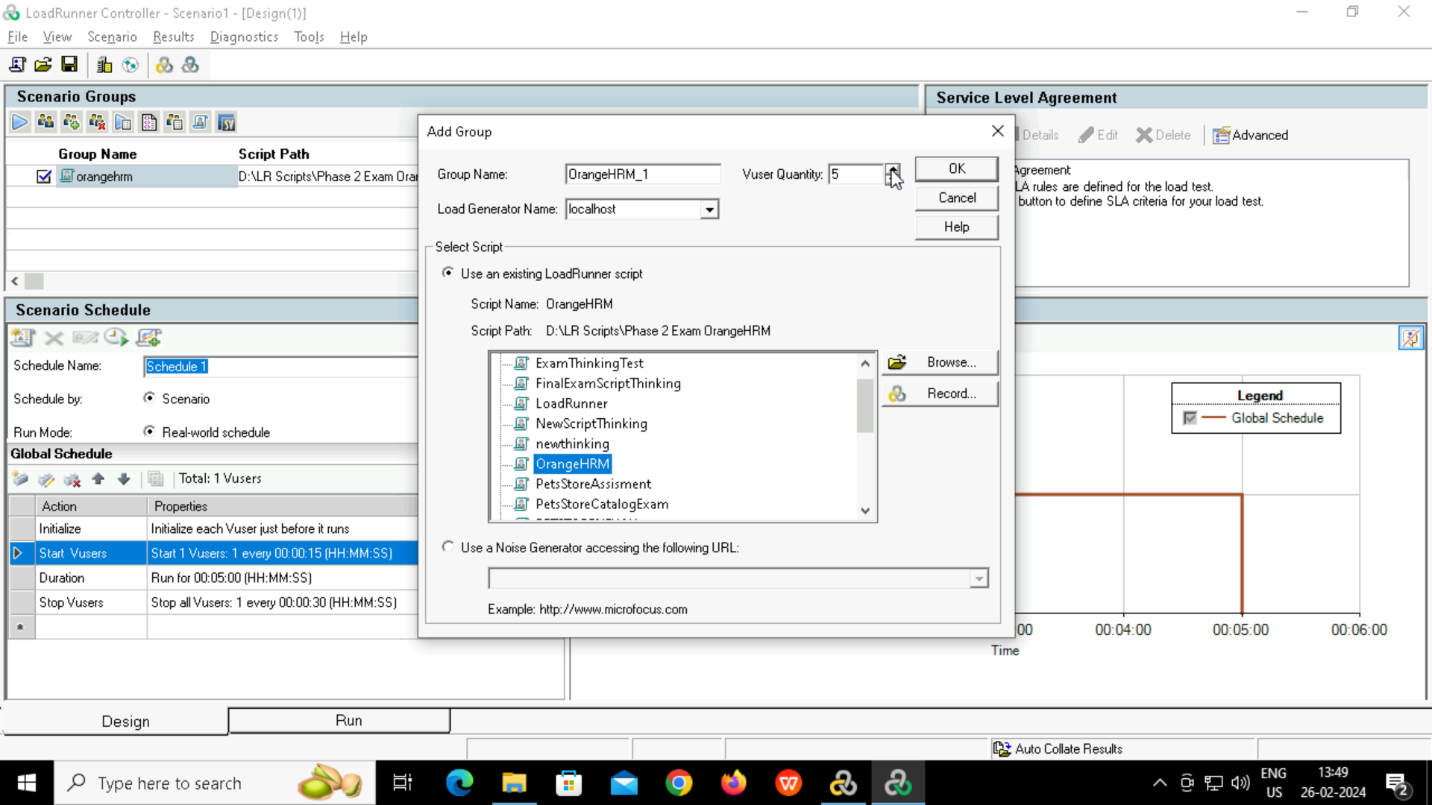 LoadRunner Controller - Scenario1 - [Design(1)]
File View Scenario Results Diagnostics Tools Help
Scenario Groups
Group Name Script Path
orangehrm D:\LR Scripts\Phase 2 Exam Orar
Service Level Agreement
Details Edit Delete Advanced
Agreement
LA rules are defined for the load test.
button to define SLA criteria for your load test.
Add Group
Group Name: OrangeHRM_1 Vuser Quantity: 5 OK
Load Generator Name: localhost Cancel
Help
Select Script
Use an existing LoadRunner script
Script Name: OrangeHRM
Script Path: D:\LR Scripts\Phase 2 Exam OrangeHRM
ExamThinkingTest
FinalExamScriptThinking
LoadRunner
NewScriptThinking
newthinking
OrangeHRM
PetsStoreAssisment
PetsStoreCatalogExam
Browse...
Record...
Use a Noise Generator accessing the following URL:
Example: http://www.microfocus.com
Scenario Schedule
Schedule Name: Schedule 1
Schedule by: Scenario
Run Mode: Real-world schedule
Global Schedule
Total: 1 Vusers
Action Properties
Initialize Initialize each Vuser just before it runs
Start Vusers Start 1 Vusers: 1 every 00:00:15 (HH:MM:SS)
Duration Run for 00:05:00 (HH:MM:SS)
Stop Vusers Stop all Vusers: 1 every 00:00:30 (HH:MM:SS)
*
Legend
Global Schedule
:00 00:04:00 00:05:00 00:06:00
Time
Design Run
Auto Collate Results
Type here to search
ENG
US
13:49
26-02-2024
2